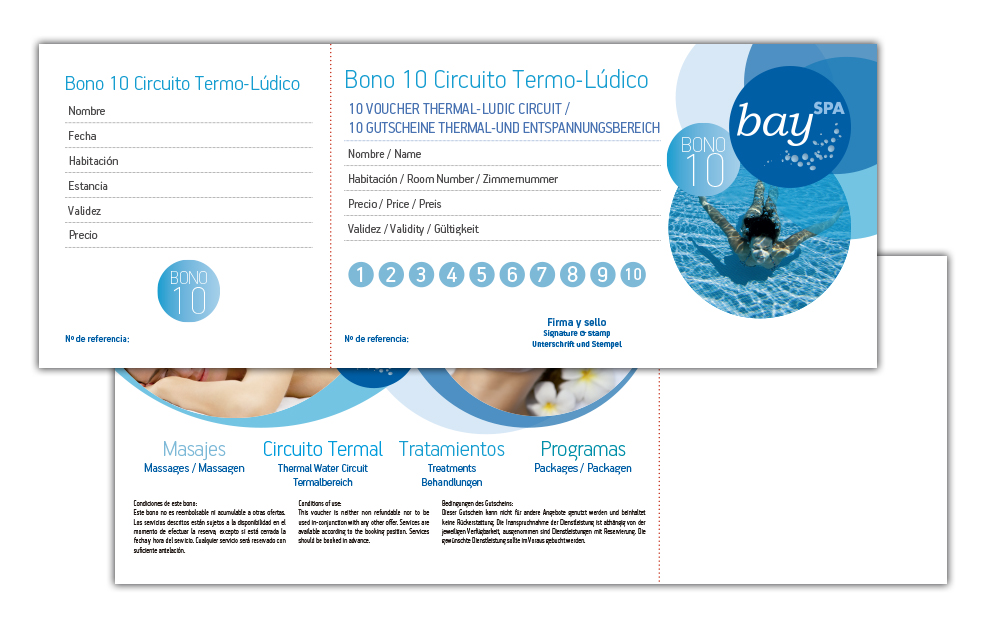 Bono 10 Circuito Termo-Lúdico
Nombre
Fecha
Habitación
Estancia
Validez
Precio
BONO
10
Nº de referencia:
Bono 10 Circuito Termo-Lúdico
10 VOUCHER THERMAL-LUDIC CIRCUIT /
10 GUTSCHEINE THERMAL-UND ENTSPANNUNGSBEREICH
Nombre / Name
Habitación / Room Number / Zimmernummer
Precio / Price / Preis
Validez / Validity / Gültigkeit
1 2 3 4 5 6 7 8 9 10
Nº de referencia:
Firma y sello
Signature & stamp
Unterschrift und Stempel
bay SPA
BONO
10
Masajes
Massages / Massagen
Circuito Termal
Thermal Water Circuit
Termalbereich
Tratamientos
Treatments
Behandlungen
Programas
Packages / Packagen
Condiciones de este bono:
Este bono no es reembolsable ni acumulable a otras ofertas.
Los servicios descritos están sujetos a la disponibilidad en el
momento de efectuar la reserva, excepto si está cerrada la
fecha y hora del servicio. Cualquier servicio será reservado con
suficiente antelación.
Conditions of use:
This voucher is neither non refundable nor to be
used in-conjunction with any other offer. Services are
available according to the booking position. Services
should be booked in advance.
Bedingungen des Gutscheins:
Dieser Gutschein kann nicht für andere Angebote genutzt werden und beinhaltet
keine Rückerstattung. Die Inanspruchnahme der Dienstleistung ist abhängig von der
jeweiligen Verfügbarkeit, ausgenommen sind Dienstleistungen mit Reservierung. Die
gewünschte Dienstleistung sollte im Voraus gebucht werden.